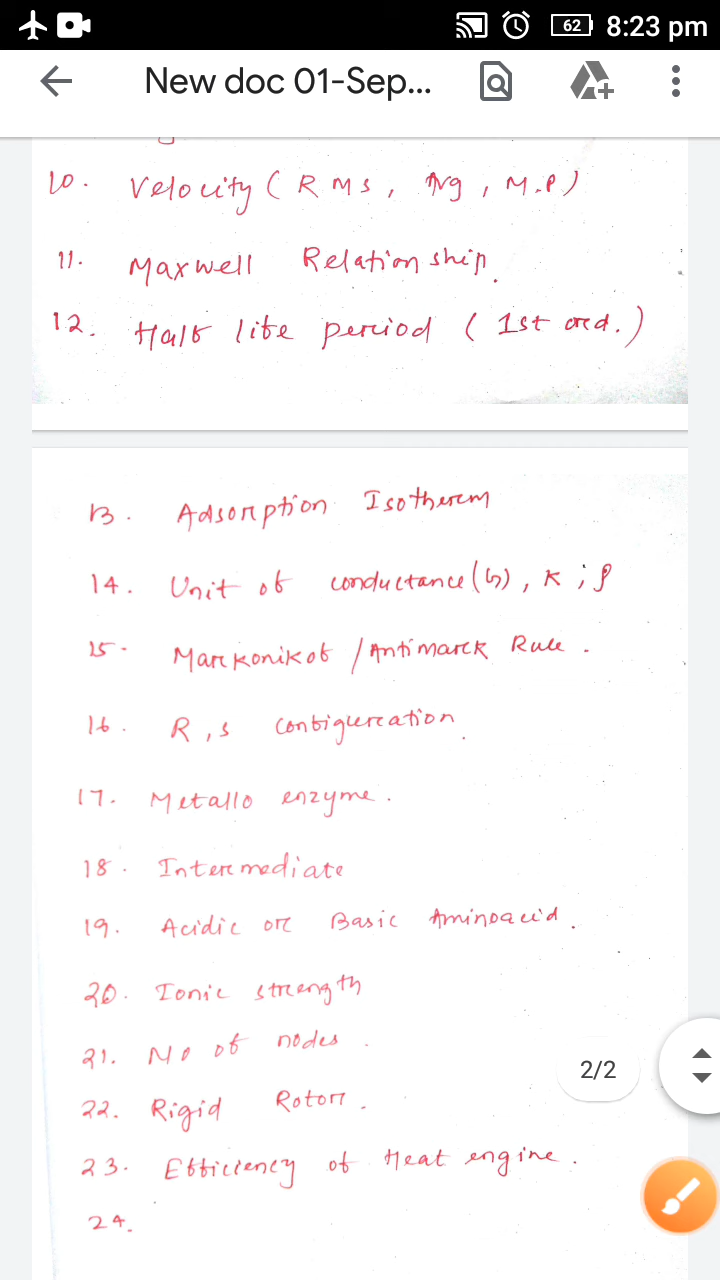 62 8:23 pm
New doc 01-Sep...
10. Velocity (RMS, Avg, M.P)
11. Maxwell Relationship.
12. Half life period (1st ord.)
13. Adsorption Isotherm
14. Unit of conductance (G), K ; ρ
15. Markonikof / Antimark Rule.
16. R, S Configuration.
17. Metallo enzyme.
18. Intermediate
19. Acidic or Basic Aminoacid.
20. Ionic strength
21. No of nodes.
22. Rigid Rotor.
2/2
23. Efficiency of Heat engine.
24.